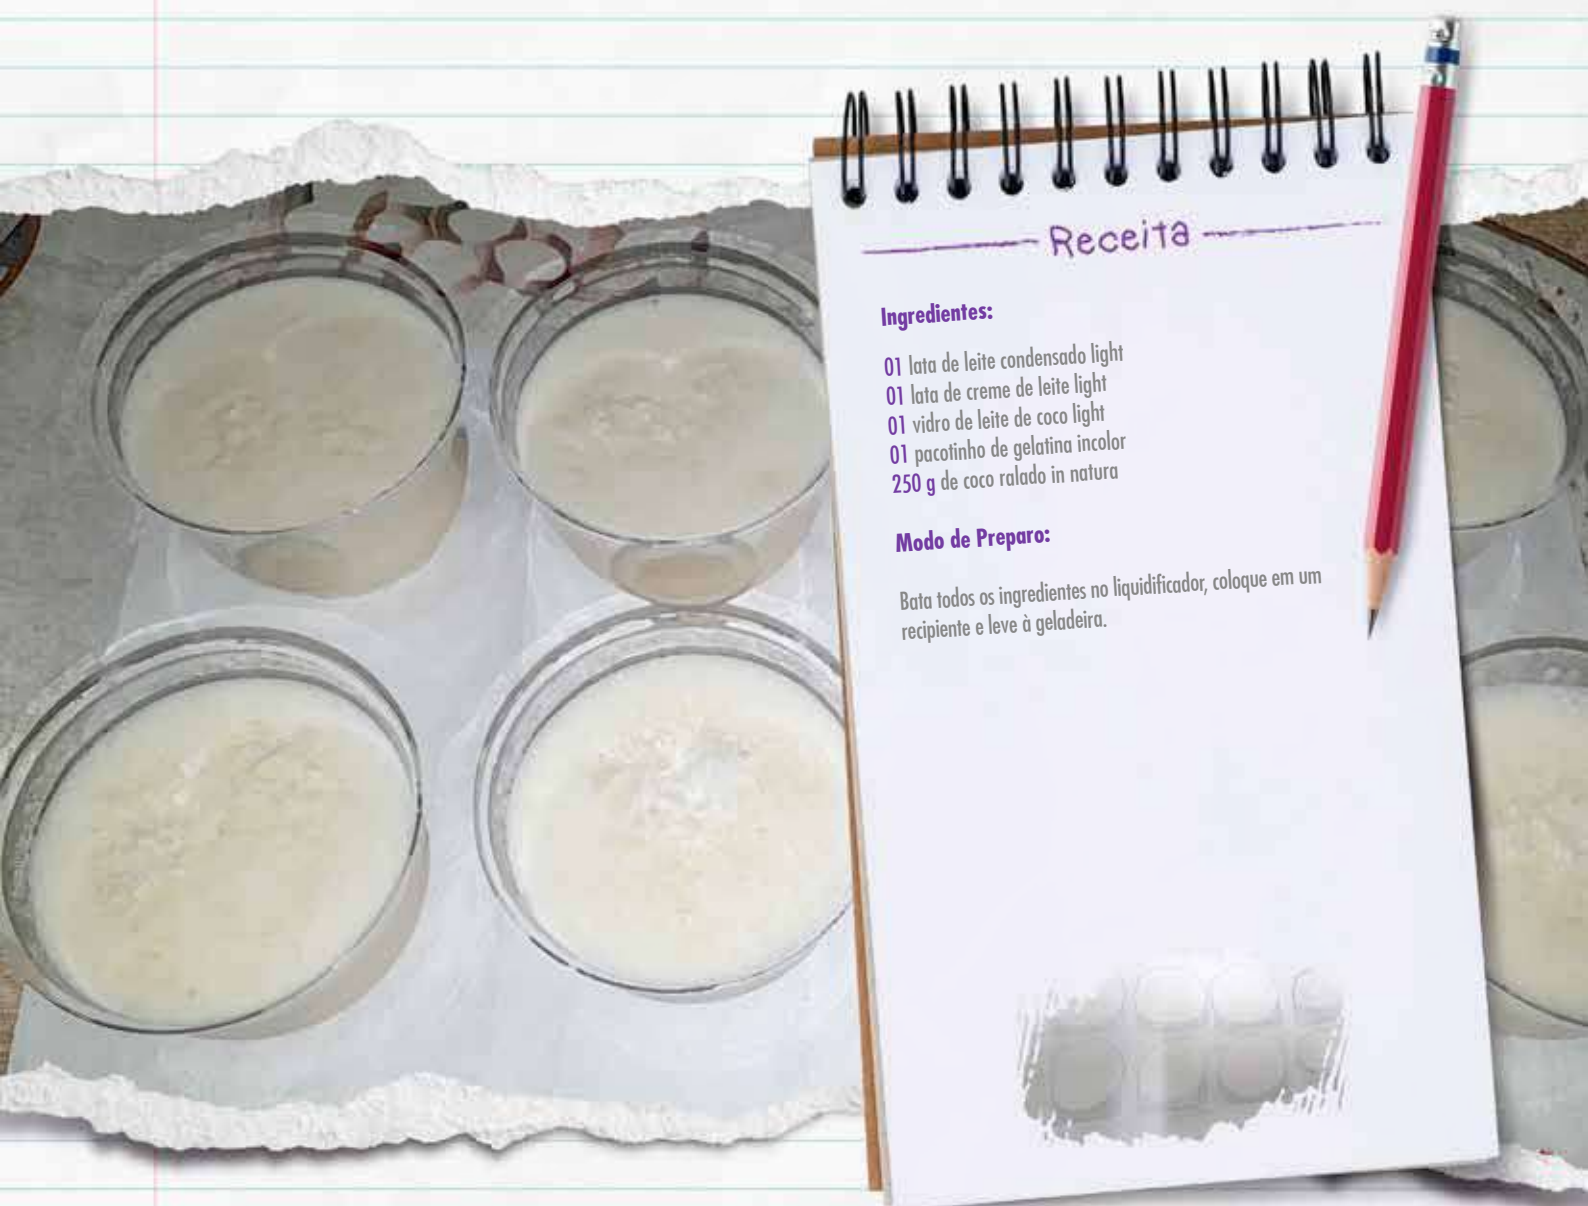 Receita
Ingredientes:
01 lata de leite condensado light
01 lata de creme de leite light
01 vidro de leite de coco light
01 pacotinho de gelatina incolor
250 g de coco ralado in natura
Modo de Preparo:
Bata todos os ingredientes no liquidificador, coloque em um
recipiente e leve à geladeira.